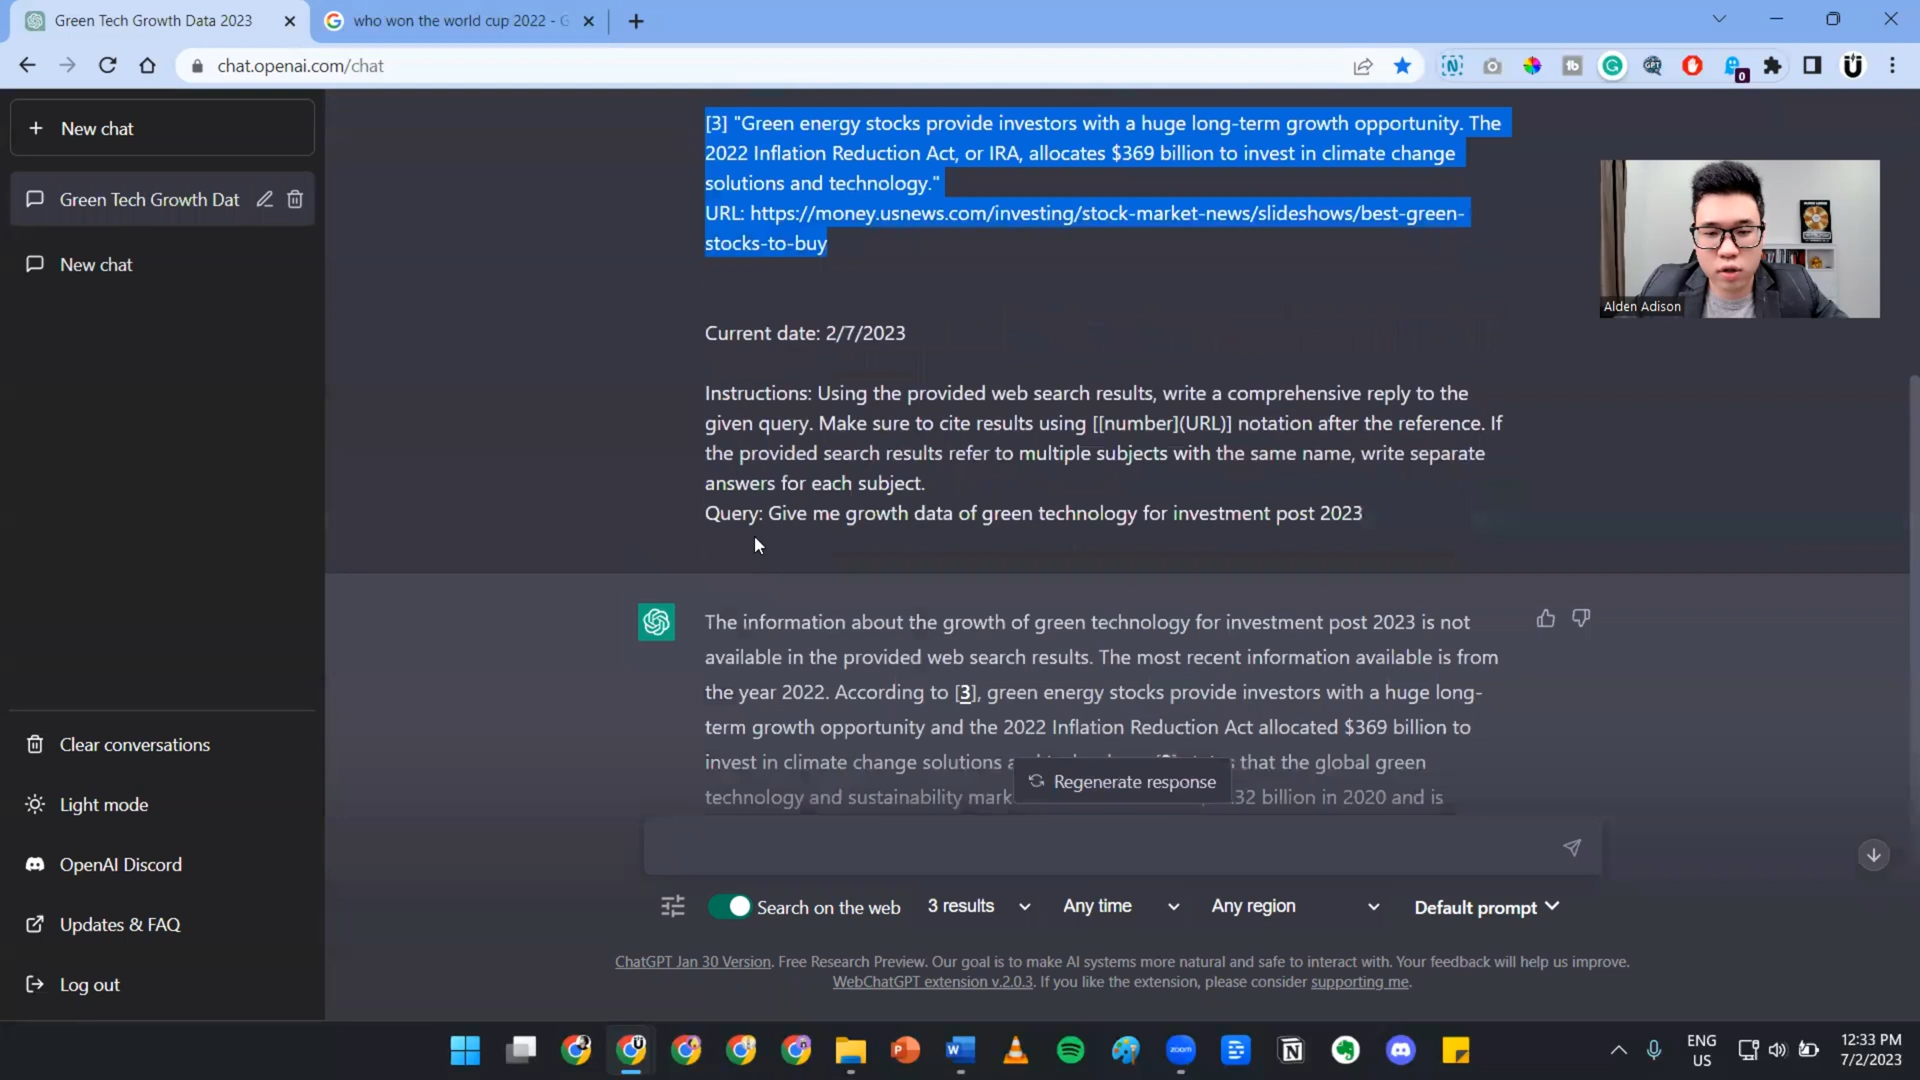 Green Tech Growth Data 2023
who won the world cup 2022 - G
chat.openai.com/chat
0
New chat
Green Tech Growth Dat
New chat
[3] "Green energy stocks provide investors with a huge long-term growth opportunity. The
2022 Inflation Reduction Act, or IRA, allocates $369 billion to invest in climate change
solutions and technology."
URL: https://money.usnews.com/investing/stock-market-news/slideshows/best-green-
stocks-to-buy
Alden Adison
Current date: 2/7/2023
Instructions: Using the provided web search results, write a comprehensive reply to the
given query. Make sure to cite results using [[number](URL)] notation after the reference. If
the provided search results refer to multiple subjects with the same name, write separate
answers for each subject.
Query: Give me growth data of green technology for investment post 2023
The information about the growth of green technology for investment post 2023 is not
available in the provided web search results. The most recent information available is from
the year 2022. According to [3], green energy stocks provide investors with a huge long-
term growth opportunity and the 2022 Inflation Reduction Act allocated $369 billion to
invest in climate change solutions that the global green
technology and sustainability 32 billion in 2020 and is
Regenerate response
Clear conversations
Light mode
OpenAI Discord
Updates & FAQ
Log out
Search on the web
3 results
Any time
Any region
Default prompt
ChatGPT Jan 30 Version. Free Research Preview. Our goal is to make AI systems more natural and safe to interact with. Your feedback will help us improve.
WebChatGPT extension v.2.0.3. If you like the extension, please consider supporting me.
zoom
ENG
US
12:33 PM
7/2/2023